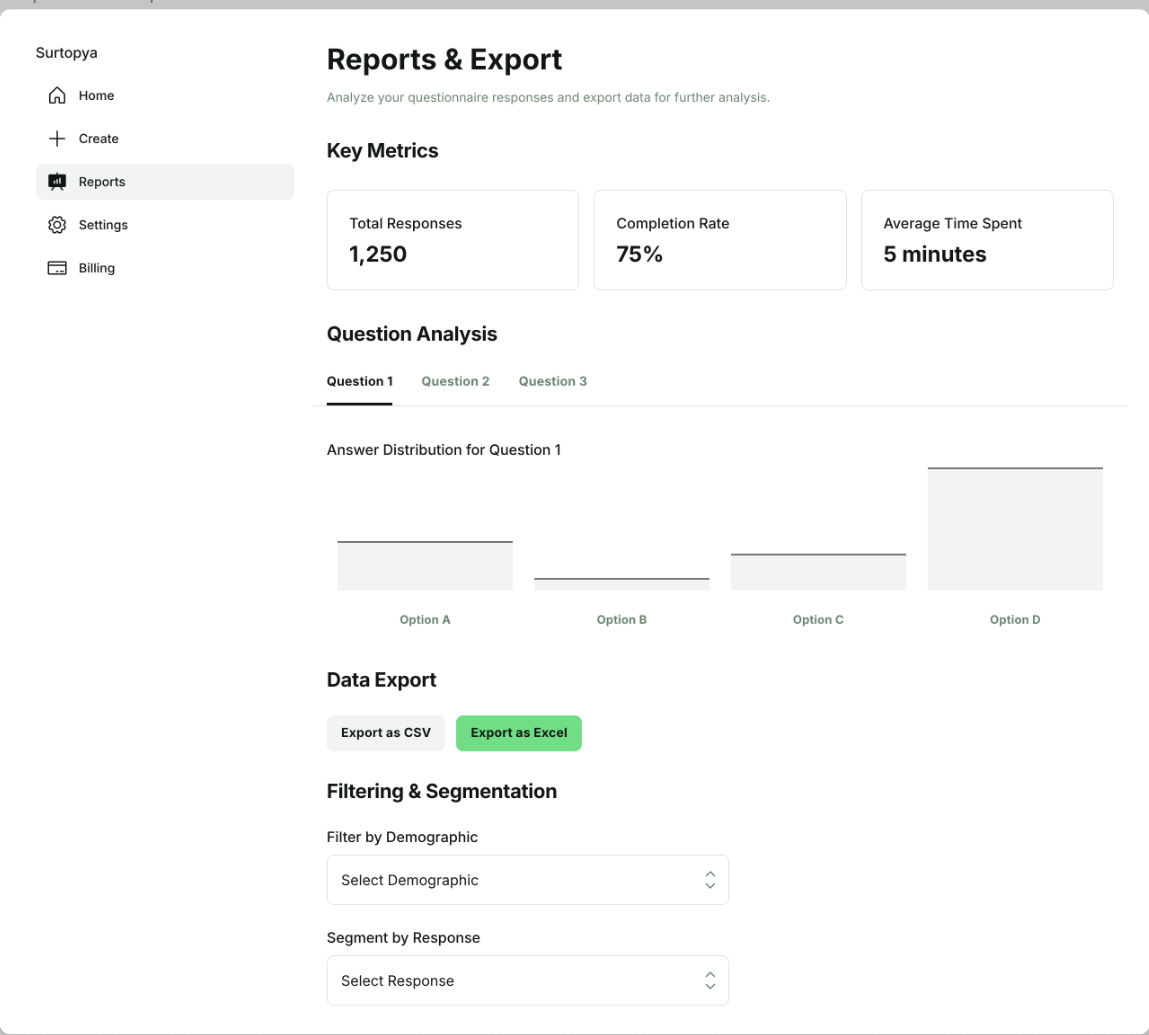 Surtopya
Home
Create
Reports
Settings
Billing
Reports & Export
Analyze your questionnaire responses and export data for further analysis.
Key Metrics
Total Responses
1,250
Completion Rate
75%
Average Time Spent
5 minutes
Question Analysis
Question 1
Question 2
Question 3
Answer Distribution for Question 1
Option A
Option B
Option C
Option D
Data Export
Export as CSV
Export as Excel
Filtering & Segmentation
Filter by Demographic
Select Demographic
Segment by Response
Select Response